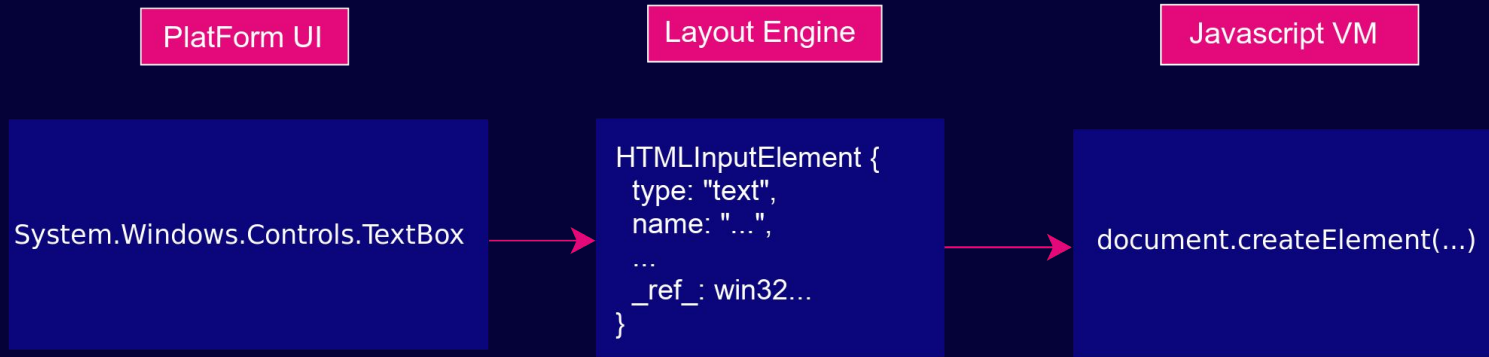 PlatForm UI
Layout Engine
Javascript VM
System.Windows.Controls.TextBox
HTMLInputElement {
type: "text",
name: "...",
...
_ref_: win32...
}
document.createElement(...)